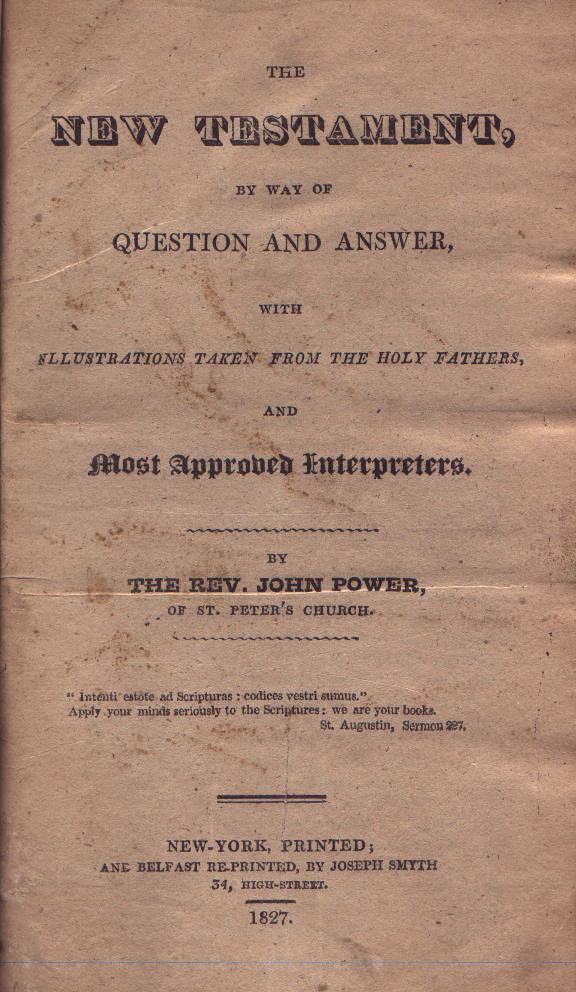 THE
NEW TESTAMENT,
BY WAY OF
QUESTION AND ANSWER,
WITH
ILLUSTRATIONS TAKEN FROM THE HOLY FATHERS,
AND
Most Approved Interpreters.
BY
THE REV. JOHN POWER,
OF ST. PETER'S CHURCH.
" Intenti estote ad Scripturas : codices vestri sumus."
Apply your minds seriously to the Scriptures: we are your books.
St. Augustin, Sermon 227.
NEW-YORK, PRINTED;
AND BELFAST RE-PRINTED, BY JOSEPH SMYTH
34, HIGH-STREET.
1827.